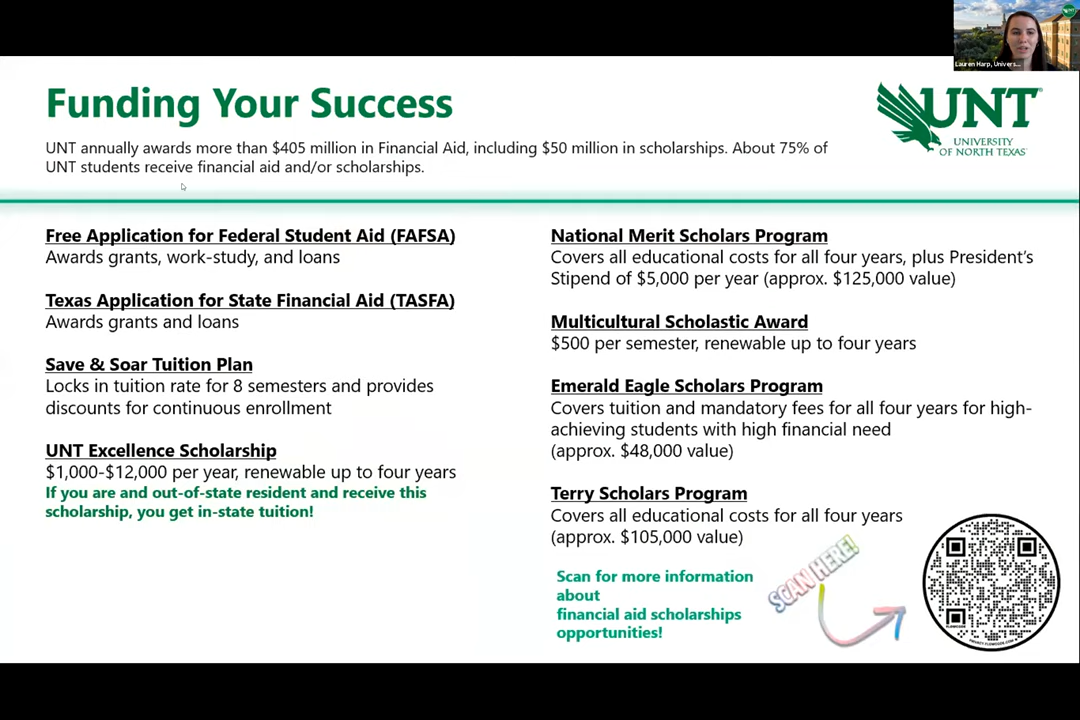 Lauren Harp, Univers...
Funding Your Success
UNT annually awards more than $405 million in Financial Aid, including $50 million in scholarships. About 75% of
UNT students receive financial aid and/or scholarships.
UNT
UNIVERSITY
OF NORTH TEXAS
Free Application for Federal Student Aid (FAFSA)
Awards grants, work-study, and loans
Texas Application for State Financial Aid (TASFA)
Awards grants and loans
Save & Soar Tuition Plan
Locks in tuition rate for 8 semesters and provides
discounts for continuous enrollment
UNT Excellence Scholarship
$1,000-$12,000 per year, renewable up to four years
If you are and out-of-state resident and receive this
scholarship, you get in-state tuition!
National Merit Scholars Program
Covers all educational costs for all four years, plus President's
Stipend of $5,000 per year (approx. $125,000 value)
Multicultural Scholastic Award
$500 per semester, renewable up to four years
Emerald Eagle Scholars Program
Covers tuition and mandatory fees for all four years for high-
achieving students with high financial need
(approx. $48,000 value)
Terry Scholars Program
Covers all educational costs for all four years
(approx. $105,000 value)
Scan for more information
about
financial aid scholarships
opportunities!
SCAN HERE!